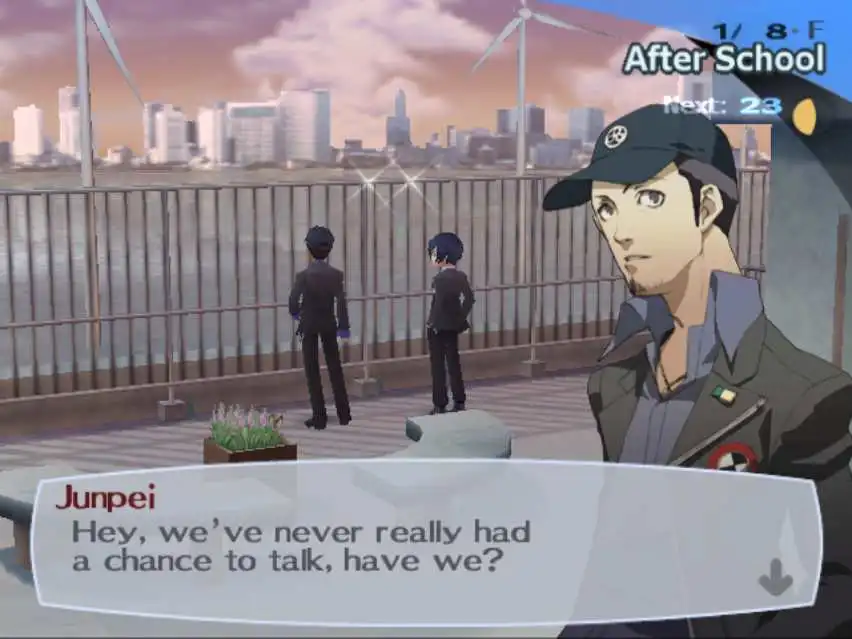 1/ 8·F
After School
Next: 23
Junpei
Hey, we've never really had
a chance to talk, have we?